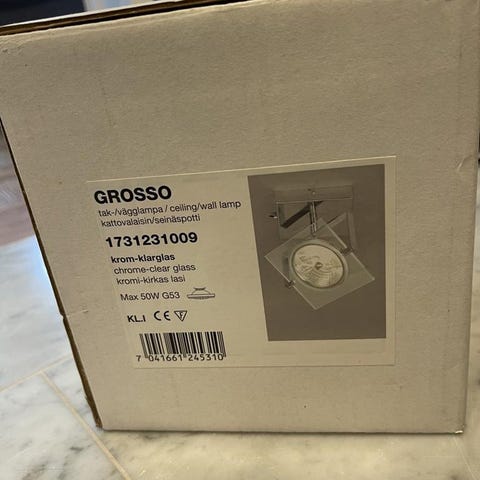 GROSSO
tak-/vägglampa / ceiling/wall lamp
kattovalaisin/seinäspotti
1731231009
krom-klarglas
chrome-clear glass
kromi-kirkas lasi
Max 50W G53
KL.I CE F
7 041661 245310